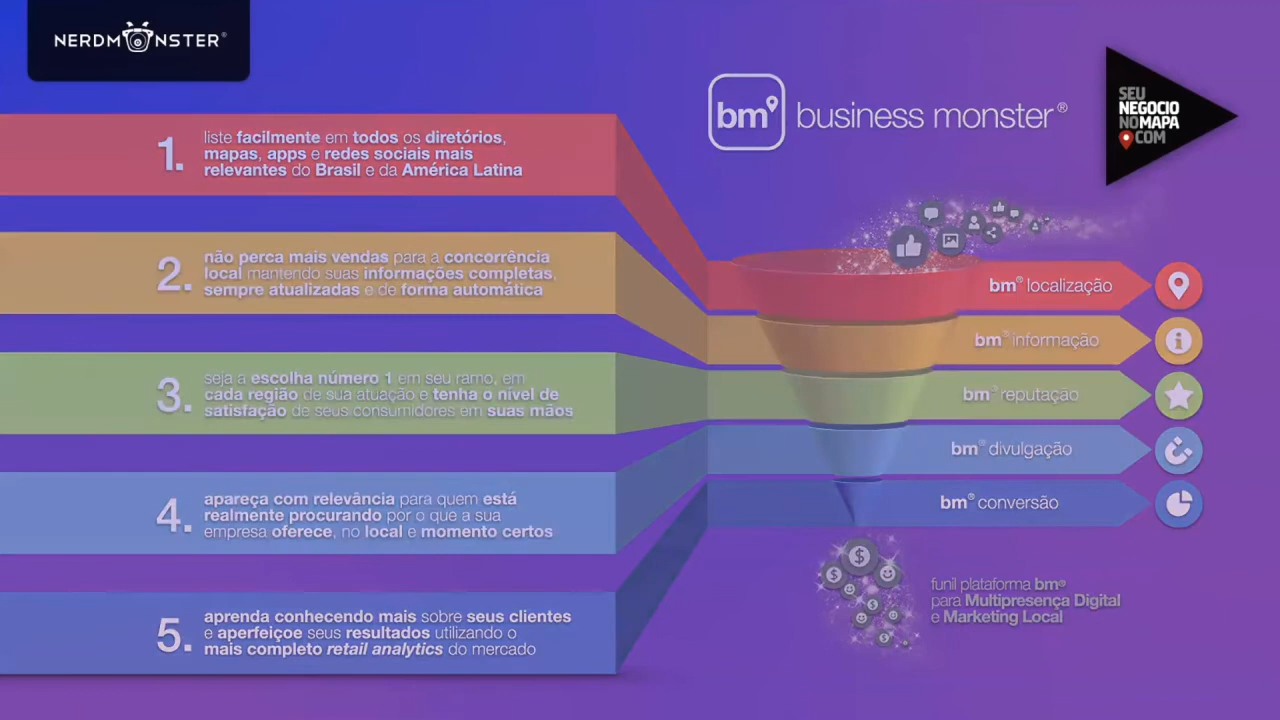 NERDMONSTER®
bm business monster®
SEU
NEGOCIO
NOMAPA
COM
1. liste facilmente em todos os diretórios,
mapas, apps e redes sociais mais
relevantes do Brasil e da América Latina
2. não perca mais vendas para a concorrência
local mantendo suas informações completas,
sempre atualizadas e de forma automática
3. seja a escolha número 1 em seu ramo, em
cada região de sua atuação e tenha o nível de
satisfação de seus consumidores em suas mãos
4. apareça com relevância para quem está
realmente procurando por o que a sua
empresa oferece, no local e momento certos
5. aprenda conhecendo mais sobre seus clientes
e aperfeiçoe seus resultados utilizando o
mais completo retail analytics do mercado
bm® localização
bm® informação
bm® reputação
bm® divulgação
bm® conversão
funil plataforma bm®
para Multipresença Digital
e Marketing Local